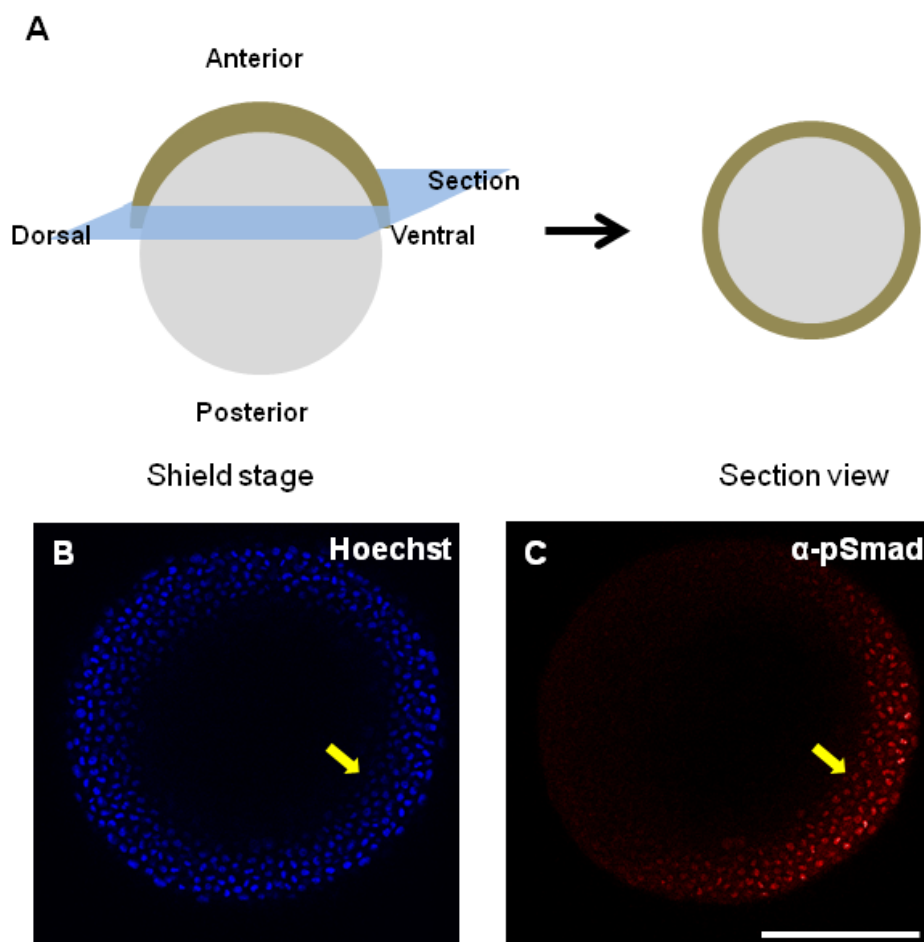 A
Anterior
Section
Dorsal
Ventral
Posterior
Shield stage
Section view
B
Hoechst
C
α-pSmad